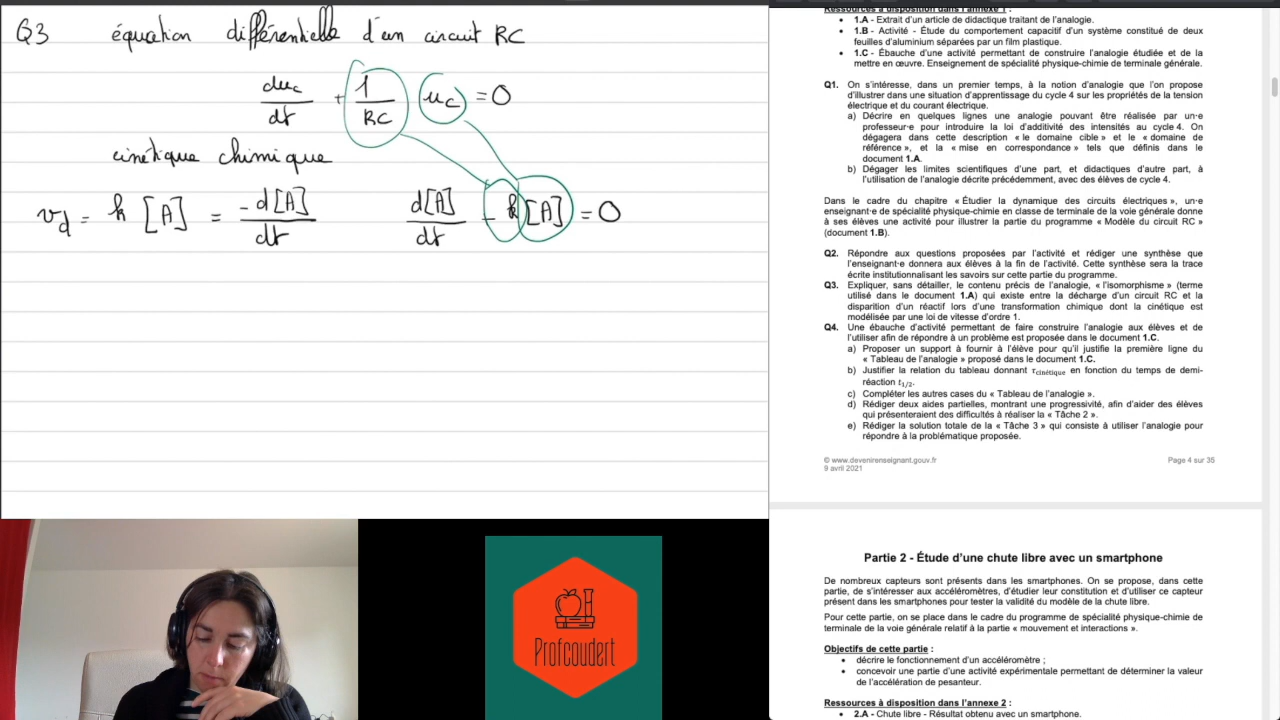 Q3 equation différentielle d'un circuit RC
duc/dt + 1/RC uc = 0
cinétique chimique
vd = k [A] = -d[A]/dt d[A]/dt - k [A] = 0
Ressources à disposition dans l'annexe 1 :
• 1.A - Extrait d'un article de didactique traitant de l'analogie.
• 1.B - Activité - Étude du comportement capacitif d'un système constitué de deux
feuilles d'aluminium séparées par un film plastique.
• 1.C - Ébauche d'une activité permettant de construire l'analogie étudiée et de la
mettre en œuvre. Enseignement de spécialité physique-chimie de terminale générale.
Q1. On s'intéresse, dans un premier temps, à la notion d'analogie que l'on propose
d'illustrer dans une situation d'apprentissage du cycle 4 sur les propriétés de la tension
électrique et du courant électrique.
a) Décrire en quelques lignes une analogie pouvant être réalisée par un·e
professeur·e pour introduire la loi d'additivité des intensités au cycle 4. On
dégagera dans cette description « le domaine cible » et le « domaine de
référence », et la « mise en correspondance » tels que définis dans le
document 1.A.
b) Dégager les limites scientifiques d'une part, et didactiques d'autre part, à
l'utilisation de l'analogie décrite précédemment, avec des élèves de cycle 4.
Dans le cadre du chapitre « Étudier la dynamique des circuits électriques », un·e
enseignant·e de spécialité physique-chimie en classe de terminale de la voie générale donne
à ses élèves une activité pour illustrer la partie du programme « Modèle du circuit RC »
(document 1.B).
Q2. Répondre aux questions proposées par l'activité et rédiger une synthèse que
l'enseignant·e donnera aux élèves à la fin de l'activité. Cette synthèse sera la trace
écrite institutionnalisant les savoirs sur cette partie du programme.
Q3. Expliquer, sans détailler, le contenu précis de l'analogie, « l'isomorphisme » (terme
utilisé dans le document 1.A) qui existe entre la décharge d'un circuit RC et la
disparition d'un réactif lors d'une transformation chimique dont la cinétique est
modélisée par une loi de vitesse d'ordre 1.
Q4. Une ébauche d'activité permettant de faire construire l'analogie aux élèves et de
l'utiliser afin de répondre à un problème est proposée dans le document 1.C.
a) Proposer un support à fournir à l'élève pour qu'il justifie la première ligne du
« Tableau de l'analogie » proposé dans le document 1.C.
b) Justifier la relation du tableau donnant τcinétique en fonction du temps de demi-
réaction t1/2.
c) Compléter les autres cases du « Tableau de l'analogie ».
d) Rédiger deux aides partielles, montrant une progressivité, afin d'aider des élèves
qui présenteraient des difficultés à réaliser la « Tâche 2 ».
e) Rédiger la solution totale de la « Tâche 3 » qui consiste à utiliser l'analogie pour
répondre à la problématique proposée.
© www.devenirenseignant.gouv.fr Page 4 sur 35
9 avril 2021
Partie 2 - Étude d'une chute libre avec un smartphone
De nombreux capteurs sont présents dans les smartphones. On se propose, dans cette
partie, de s'intéresser aux accéléromètres, d'étudier leur constitution et d'utiliser ce capteur
présent dans les smartphones pour tester la validité du modèle de la chute libre.
Pour cette partie, on se place dans le cadre du programme de spécialité physique-chimie de
terminale de la voie générale relatif à la partie « mouvement et interactions ».
Objectifs de cette partie :
• décrire le fonctionnement d'un accéléromètre ;
• concevoir une partie d'une activité expérimentale permettant de déterminer la valeur
de l'accélération de pesanteur.
Ressources à disposition dans l'annexe 2 :
• 2.A - Chute libre - Résultat obtenu avec un smartphone.
Profcoudert